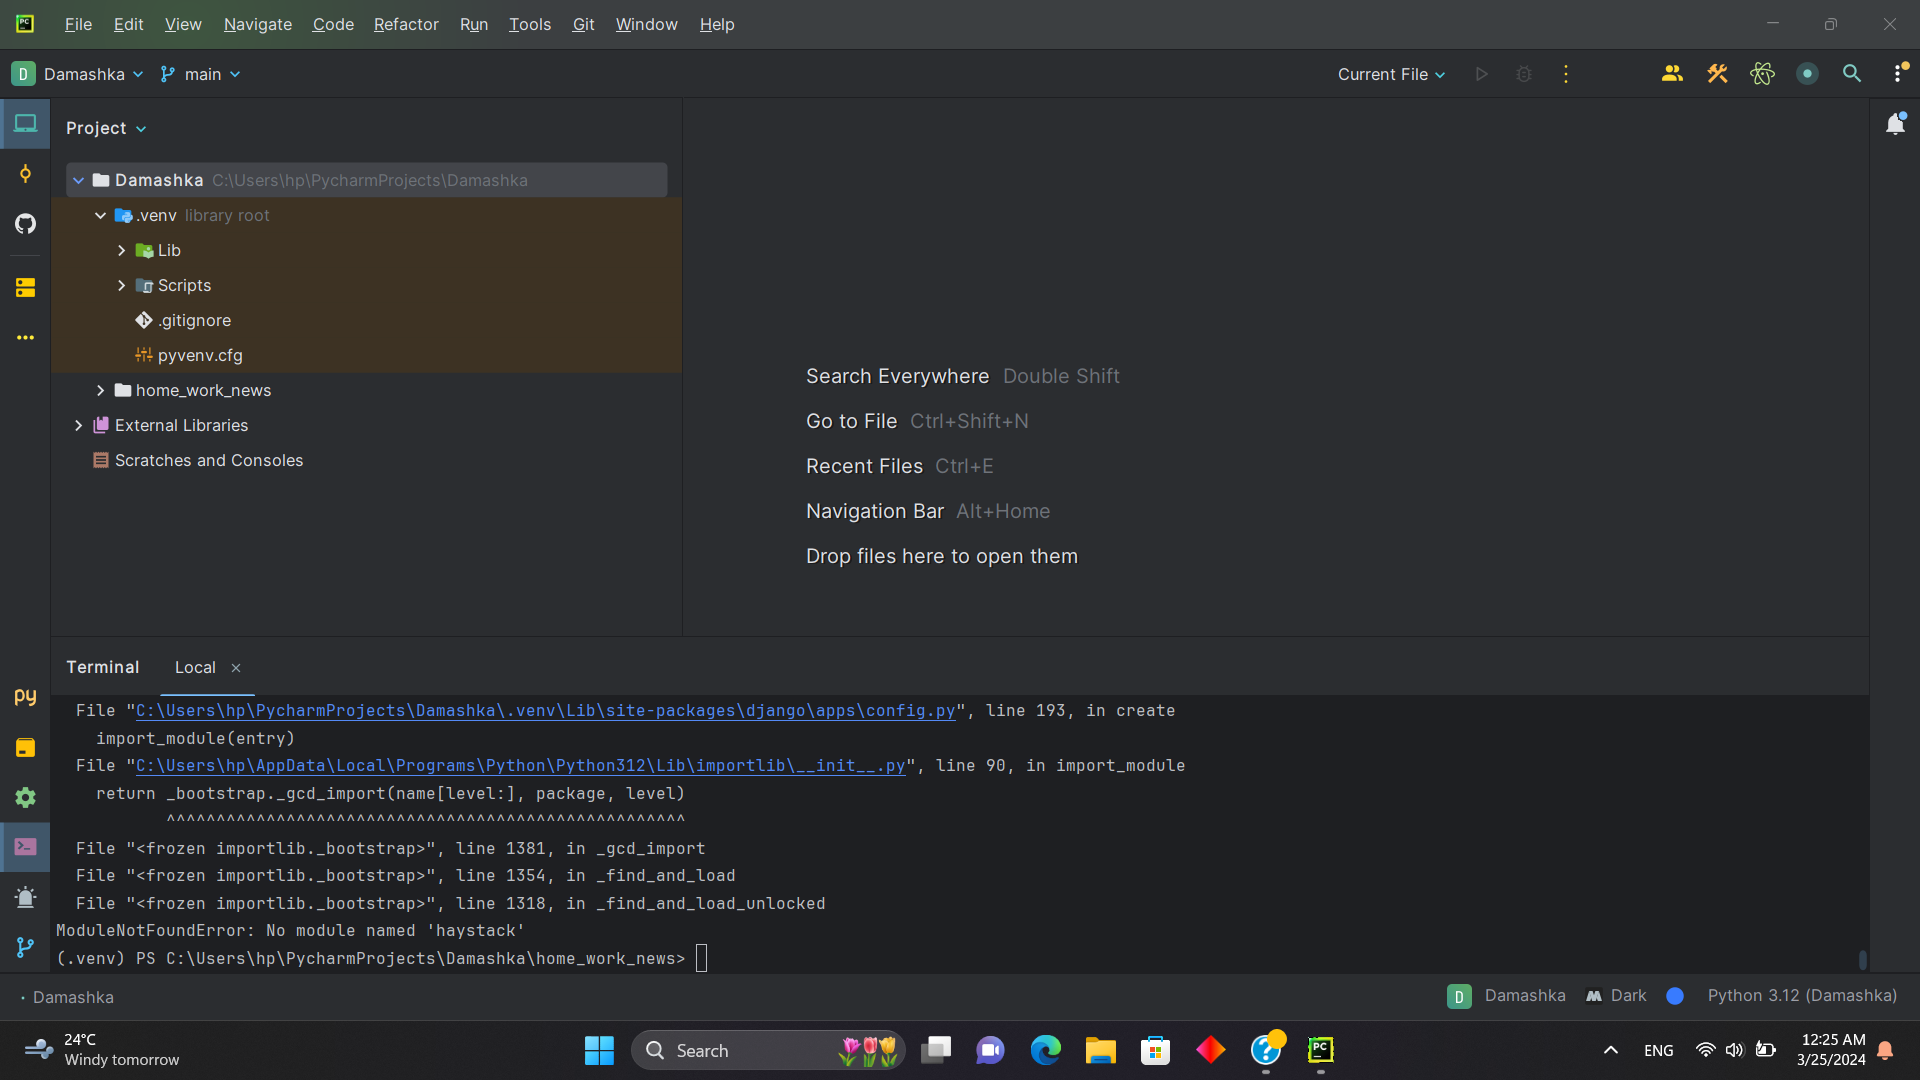 File Edit View Navigate Code Refactor Run Tools Git Window Help
D Damashka main Current File
Project
Damashka C:\Users\hp\PycharmProjects\Damashka
.venv library root
Lib
Scripts
.gitignore
pyvenv.cfg
home_work_news
External Libraries
Scratches and Consoles
Search Everywhere Double Shift
Go to File Ctrl+Shift+N
Recent Files Ctrl+E
Navigation Bar Alt+Home
Drop files here to open them
Terminal Local
File "C:\Users\hp\PycharmProjects\Damashka\.venv\Lib\site-packages\django\apps\config.py", line 193, in create
import_module(entry)
File "C:\Users\hp\AppData\Local\Programs\Python\Python312\Lib\importlib\__init__.py", line 90, in import_module
return _bootstrap._gcd_import(name[level:], package, level)
^^^^^^^^^^^^^^^^^^^^^^^^^^^^^^^^^^^^^^^^^^^^^^^^^^^^
File "<frozen importlib._bootstrap>", line 1381, in _gcd_import
File "<frozen importlib._bootstrap>", line 1354, in _find_and_load
File "<frozen importlib._bootstrap>", line 1318, in _find_and_load_unlocked
ModuleNotFoundError: No module named 'haystack'
(.venv) PS C:\Users\hp\PycharmProjects\Damashka\home_work_news>
Damashka
D Damashka M Dark Python 3.12 (Damashka)
24°C
Windy tomorrow
Search
ENG
12:25 AM
3/25/2024